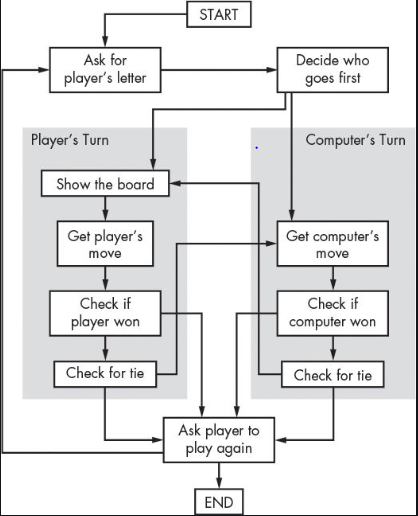 START
Ask for
player's letter
Decide who
goes first
Player's Turn
Computer's Turn
Show the board
Get player's
move
Get computer's
move
Check if
player won
Check if
computer won
Check for tie
Check for tie
Ask player to
play again
END